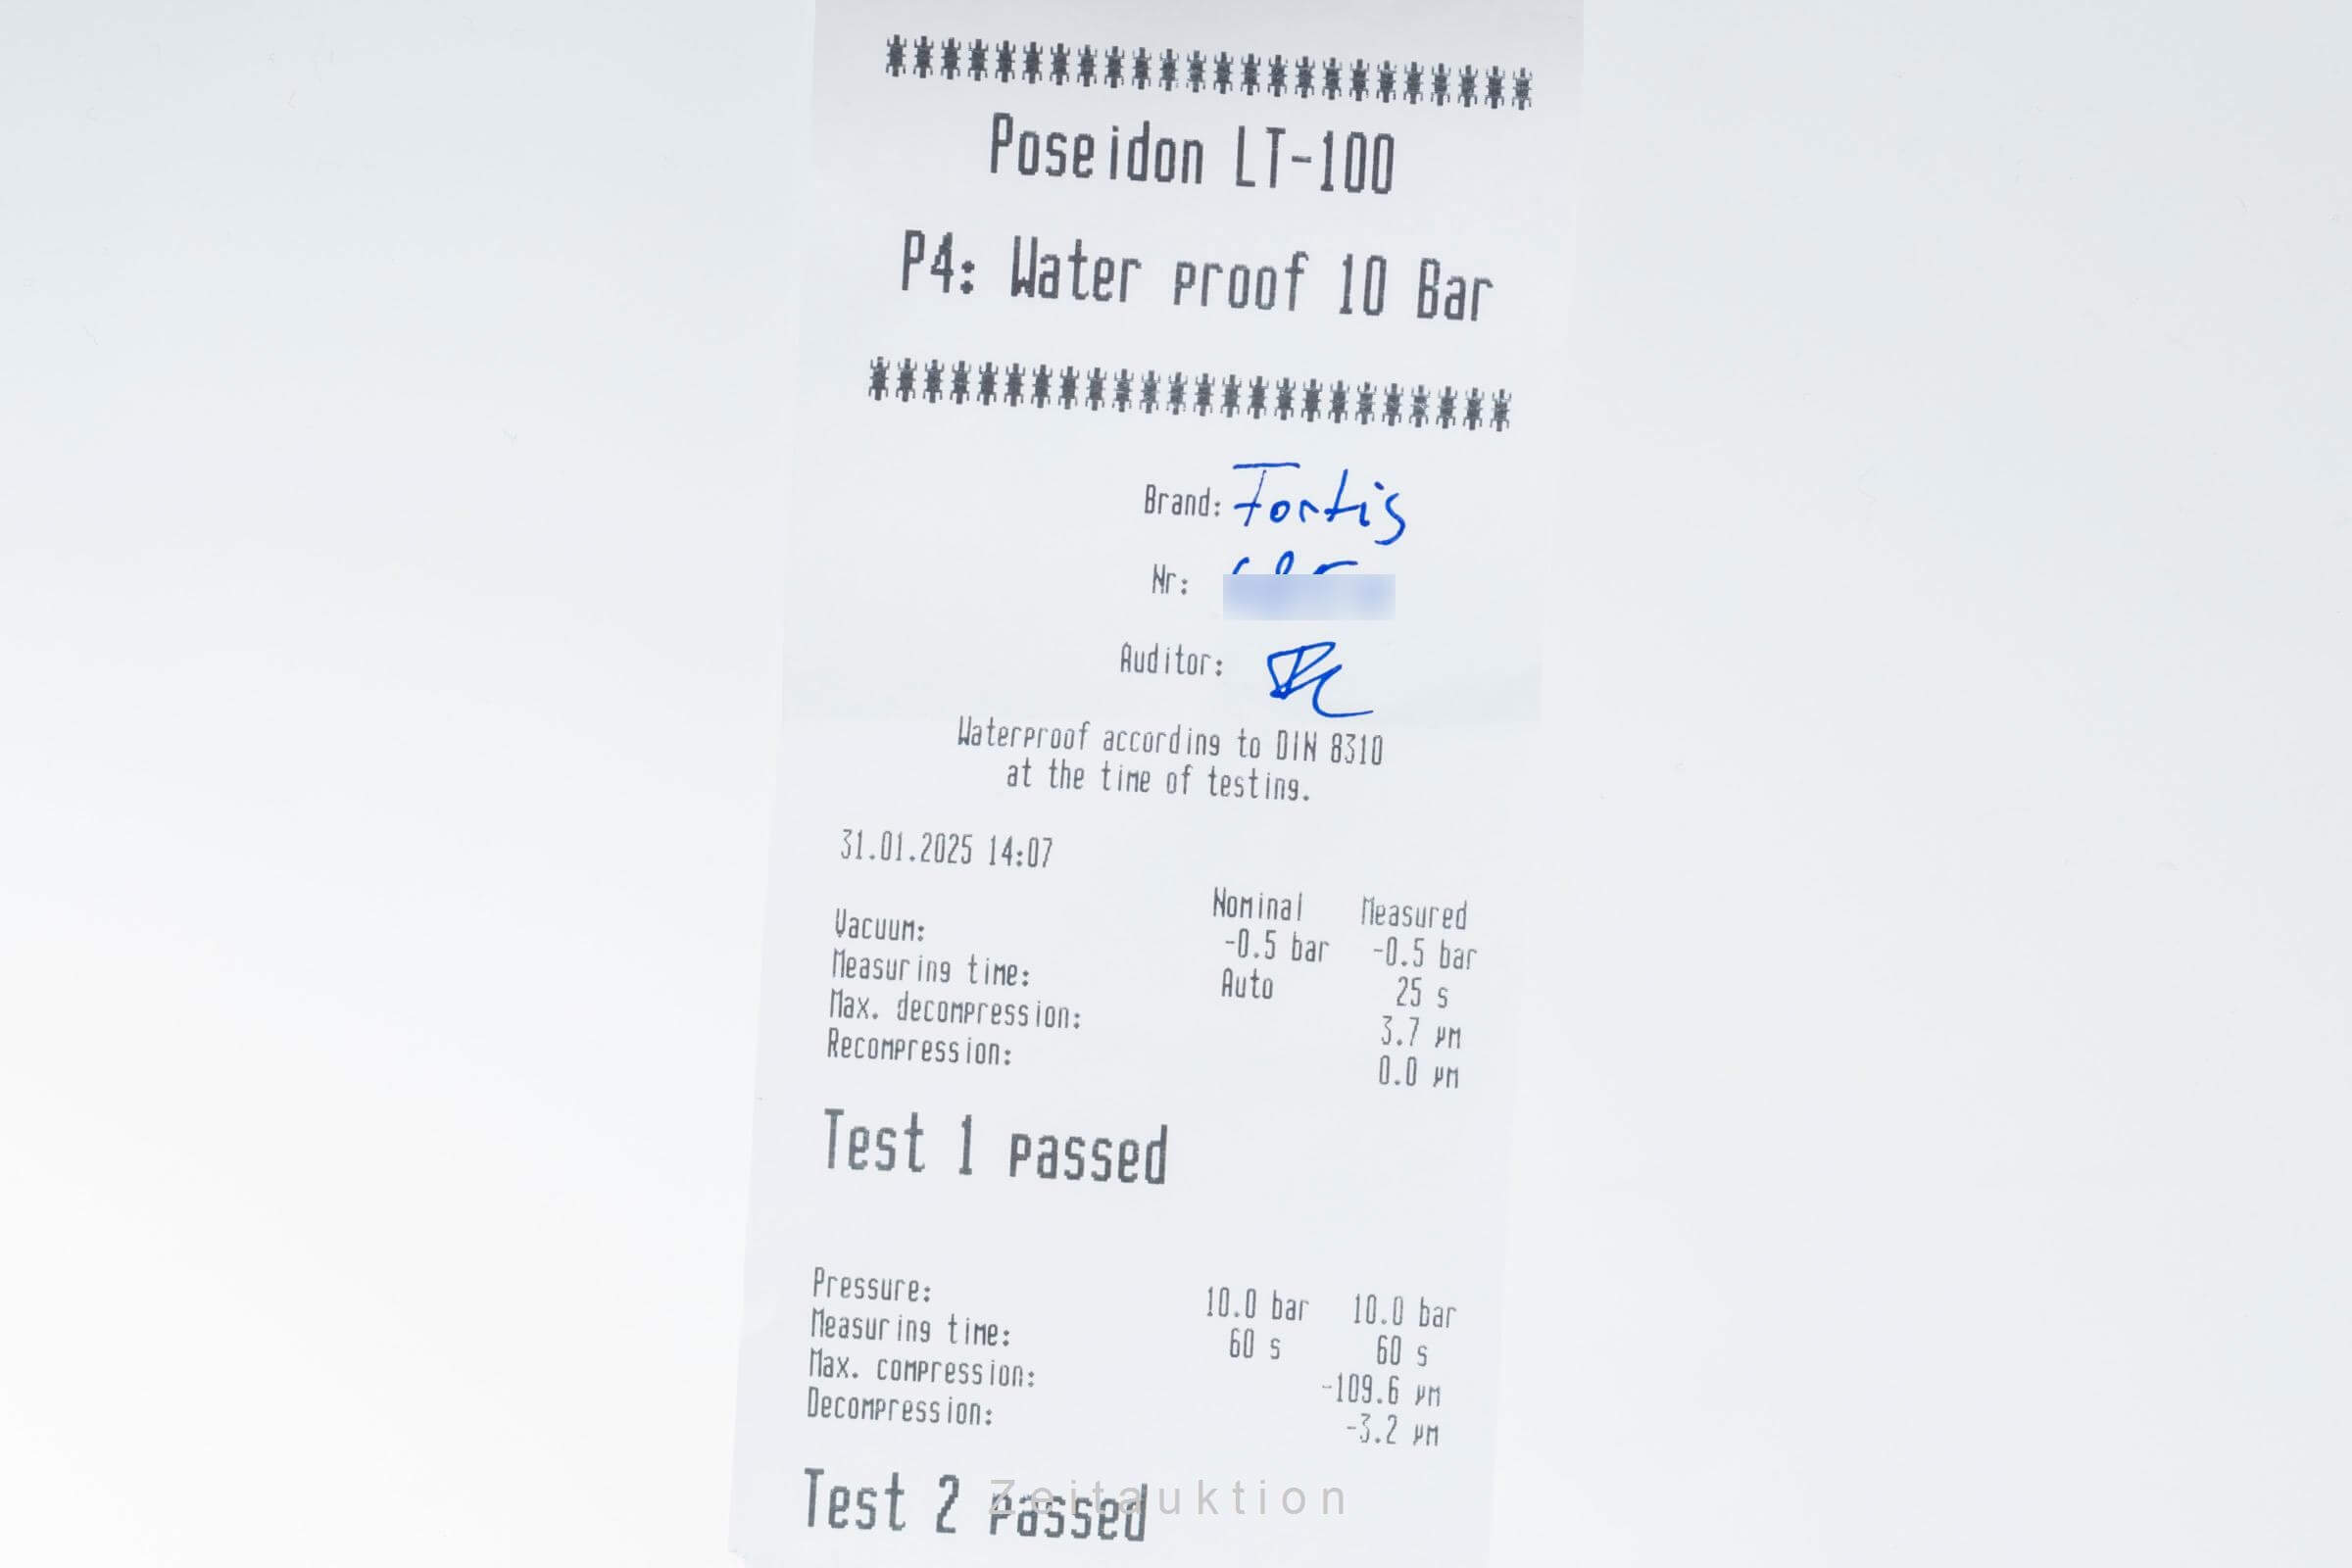 Poseidon LT-100
P4: Water proof 10 Bar
Brand: Fortis
Nr:
Auditor:
Waterproof according to DIN 8310
at the time of testing.
31.01.2025 14:07
Nominal Measured
Vacuum: -0.5 bar -0.5 bar
Measuring time: Auto 25 s
Max. decompression: 3.7 µm
Recompression: 0.0 µm
Test 1 passed
Pressure: 10.0 bar 10.0 bar
Measuring time: 60 s 60 s
Max. compression: -109.6 µm
Decompression: -3.2 µm
Test 2 passed
Zeitauktion